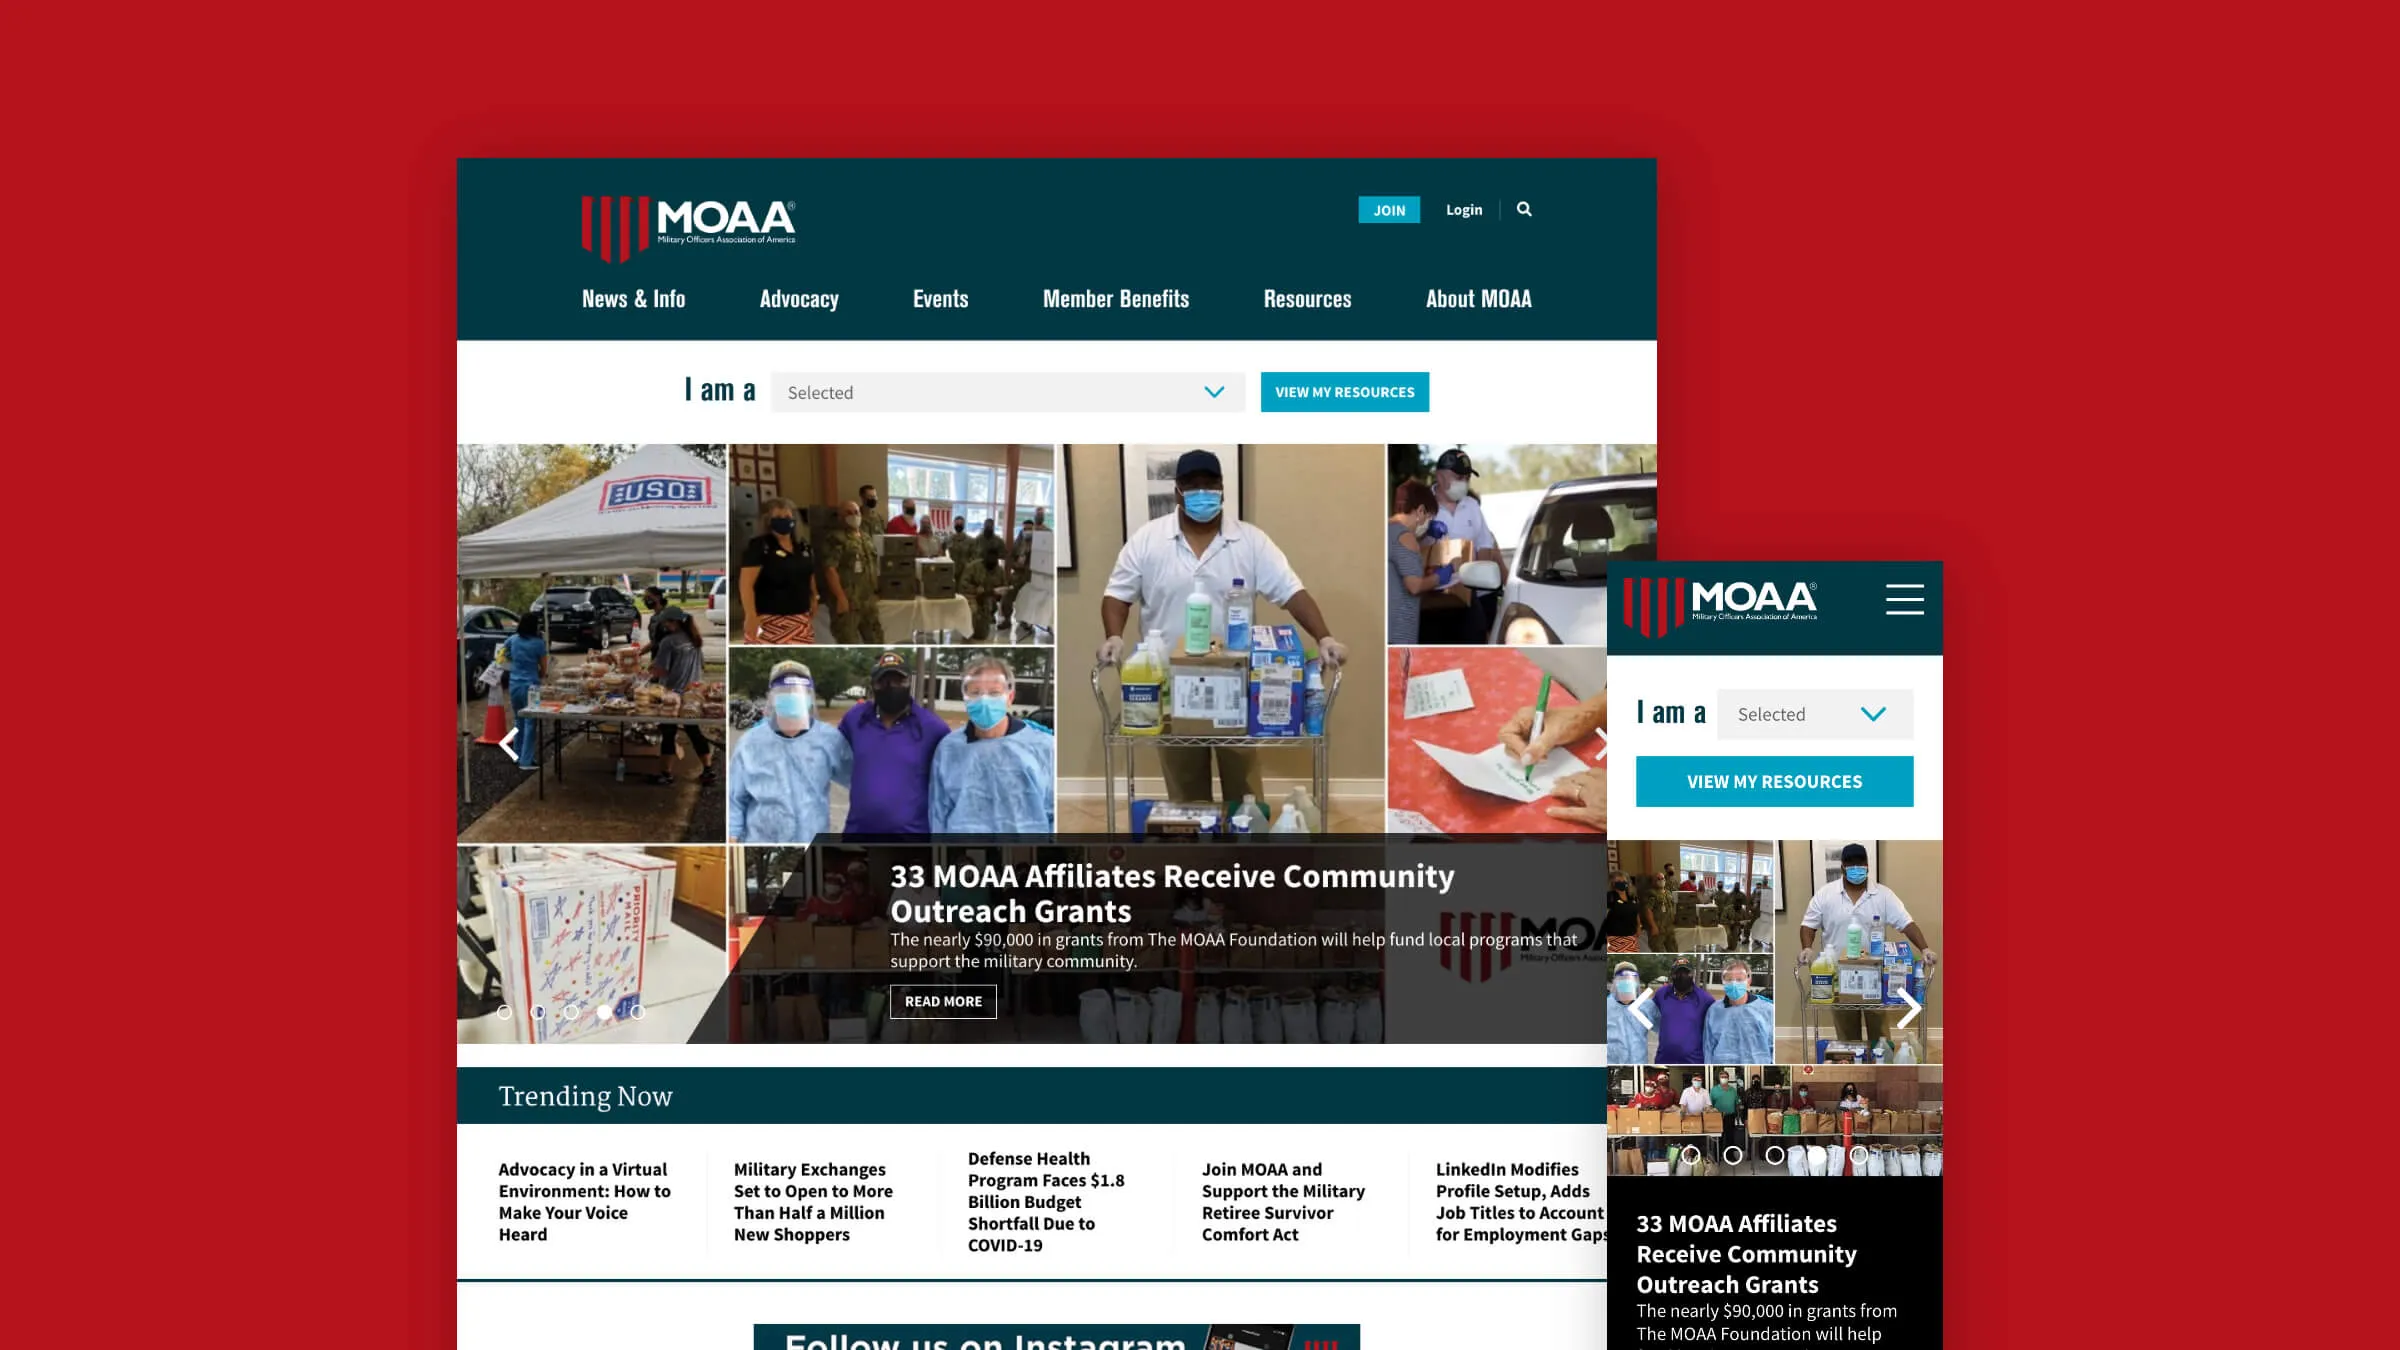 MOAA®
Military Officers Association of America
JOIN
Login
News & Info
Advocacy
Events
Member Benefits
Resources
About MOAA
I am a
Selected
VIEW MY RESOURCES
USO
PRIORITY
MAIL
33 MOAA Affiliates Receive Community
Outreach Grants
The nearly $90,000 in grants from The MOAA Foundation will help fund local programs that
support the military community.
READ MORE
MOA
Military Officers Asso
Trending Now
Advocacy in a Virtual
Environment: How to
Make Your Voice
Heard
Military Exchanges
Set to Open to More
Than Half a Million
New Shoppers
Defense Health
Program Faces $1.8
Billion Budget
Shortfall Due to
COVID-19
Join MOAA and
Support the Military
Retiree Survivor
Comfort Act
LinkedIn Modifies
Profile Setup, Adds
Job Titles to Account
for Employment Gaps
Follow us on Instagram
MOAA®
Military Officers Association of America
I am a
Selected
VIEW MY RESOURCES
33 MOAA Affiliates
Receive Community
Outreach Grants
The nearly $90,000 in grants from
The MOAA Foundation will help